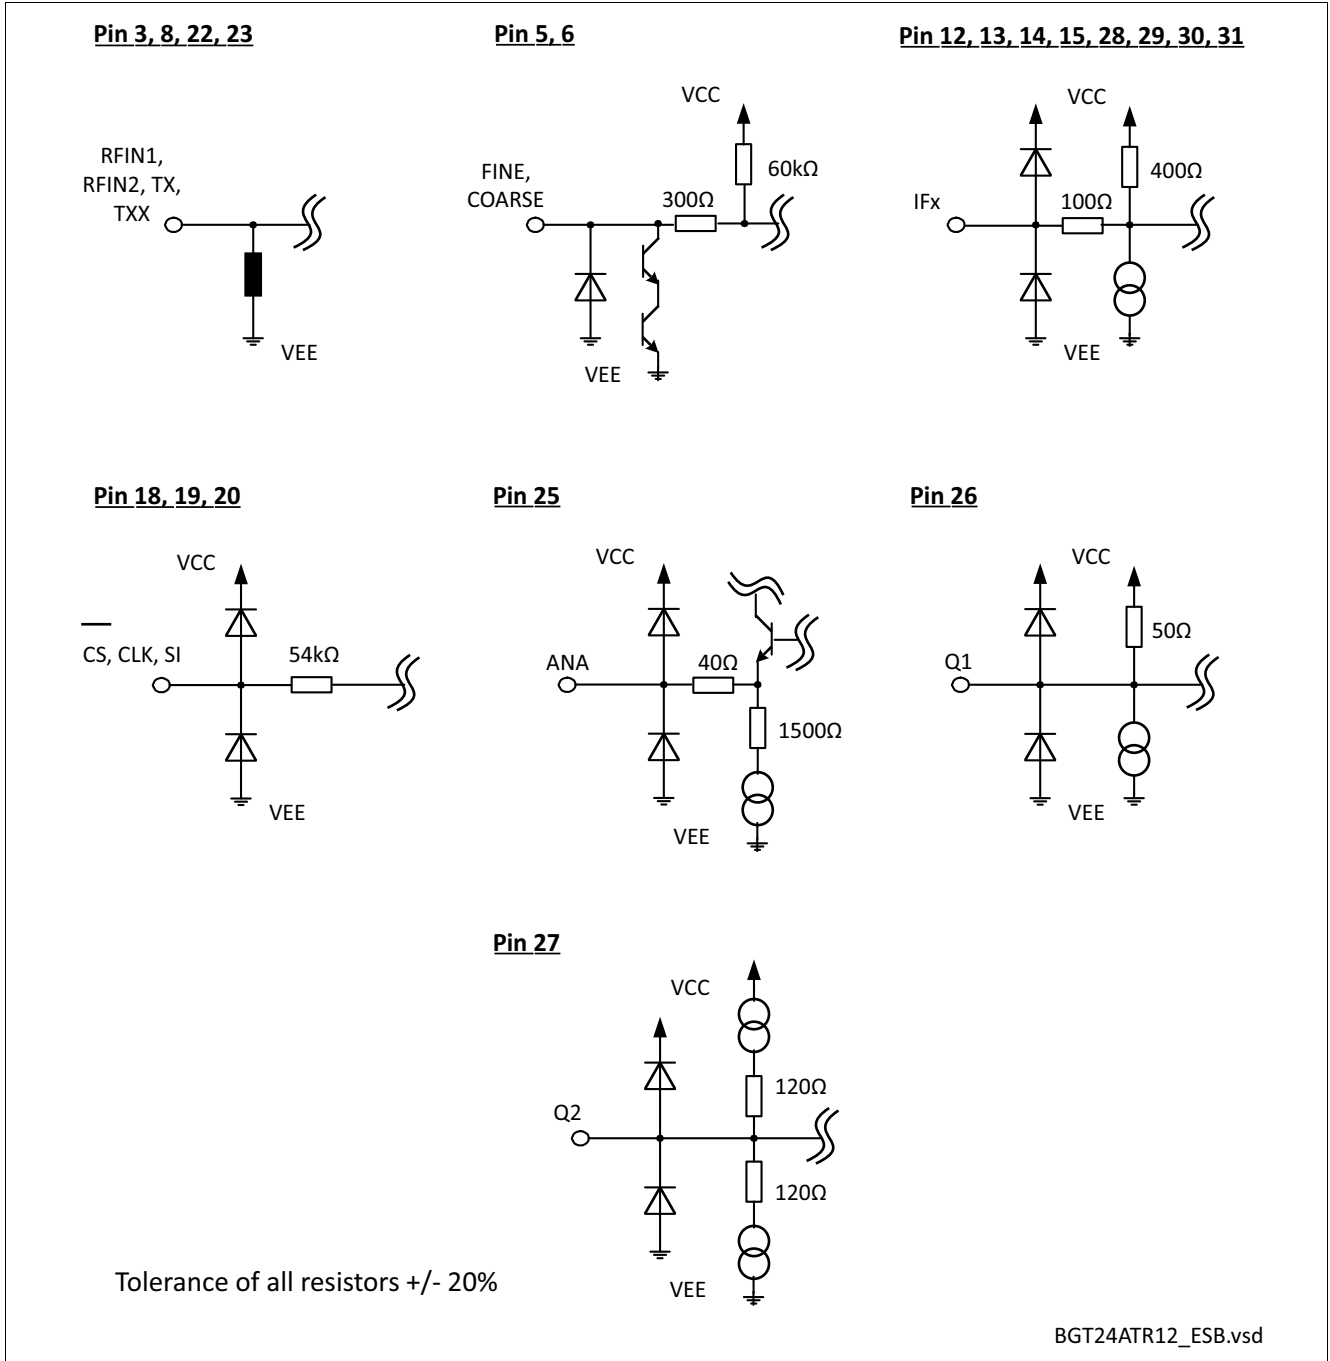 Pin 3, 8, 22, 23
RFIN1,
RFIN2, TX,
TXX
VEE
Pin 5, 6
VCC
60kΩ
FINE,
COARSE
300Ω
VEE
Pin 12, 13, 14, 15, 28, 29, 30, 31
VCC
400Ω
100Ω
IFx
VEE
Pin 18, 19, 20
VCC
CS, CLK, SI
54kΩ
VEE
Pin 25
VCC
ANA
40Ω
1500Ω
VEE
Pin 26
VCC
50Ω
Q1
VEE
Pin 27
VCC
120Ω
Q2
120Ω
VEE
Tolerance of all resistors +/- 20%
BGT24ATR12_ESB.vsd